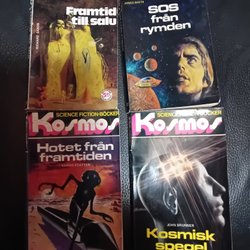 Framtid
till salu
SOS
från
rymden
SCIENCE FICTION-BÖCKER
Kosmos
Hotet från
framtiden
SCIENCE FICTION-BÖCKER
Kosmos
JOHN BRUNNER
Kosmisk
spegel